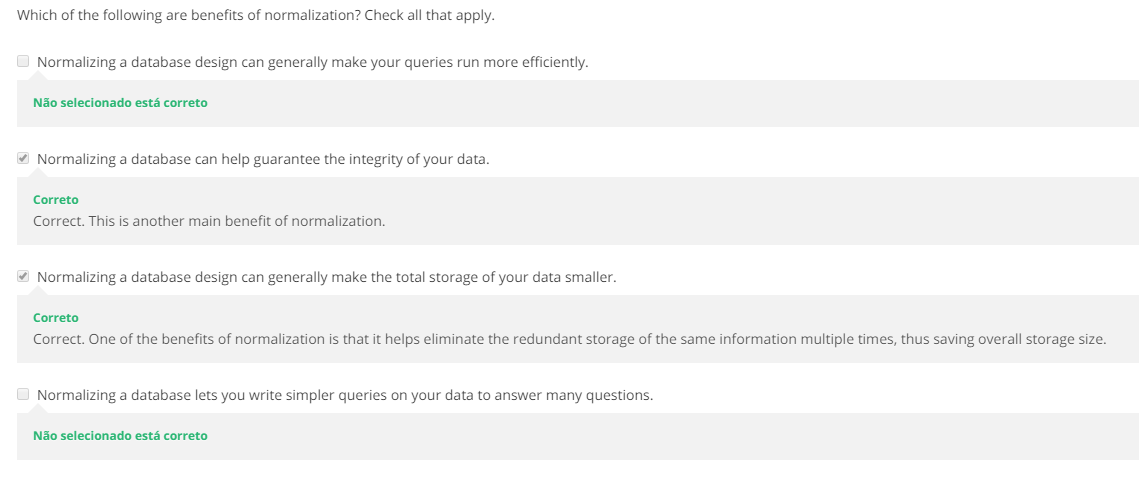 Which of the following are benefits of normalization? Check all that apply.
Normalizing a database design can generally make your queries run more efficiently.
Não selecionado está correto
Normalizing a database can help guarantee the integrity of your data.
Correto
Correct. This is another main benefit of normalization.
Normalizing a database design can generally make the total storage of your data smaller.
Correto
Correct. One of the benefits of normalization is that it helps eliminate the redundant storage of the same information multiple times, thus saving overall storage size.
Normalizing a database lets you write simpler queries on your data to answer many questions.
Não selecionado está correto